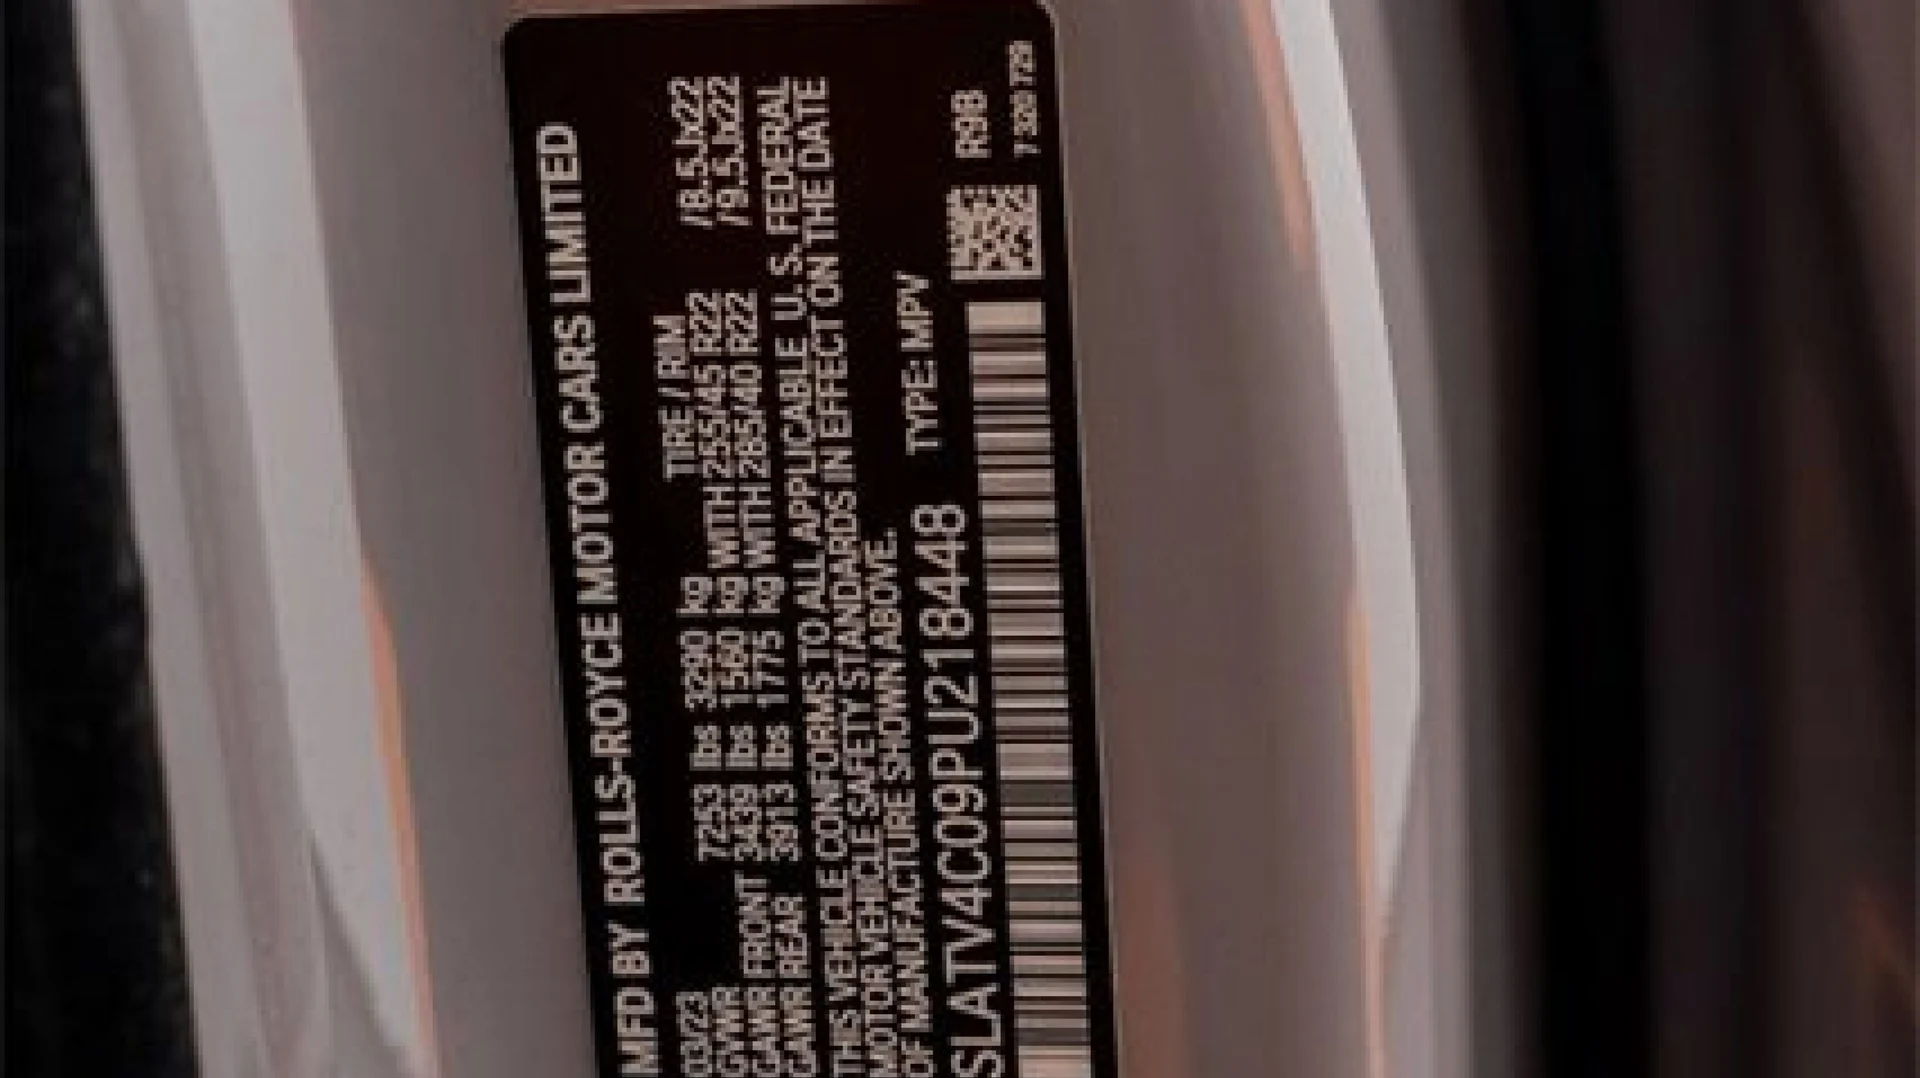 MFD BY ROLLS-ROYCE MOTOR CARS LIMITED
03/23 TIRE / RIM
GVWR 7253 lbs 3290 kg
GAWR FRONT 3439 lbs 1560 kg WITH 255/45 R22 /8.5Jx22
GAWR REAR 3913 lbs 1775 kg WITH 285/40 R22 /9.5Jx22
THIS VEHICLE CONFORMS TO ALL APPLICABLE U. S. FEDERAL
MOTOR VEHICLE SAFETY STANDARDS IN EFFECT ON THE DATE
OF MANUFACTURE SHOWN ABOVE.
SLATV4C09PU218448 TYPE: MPV
R9B
7 320 729